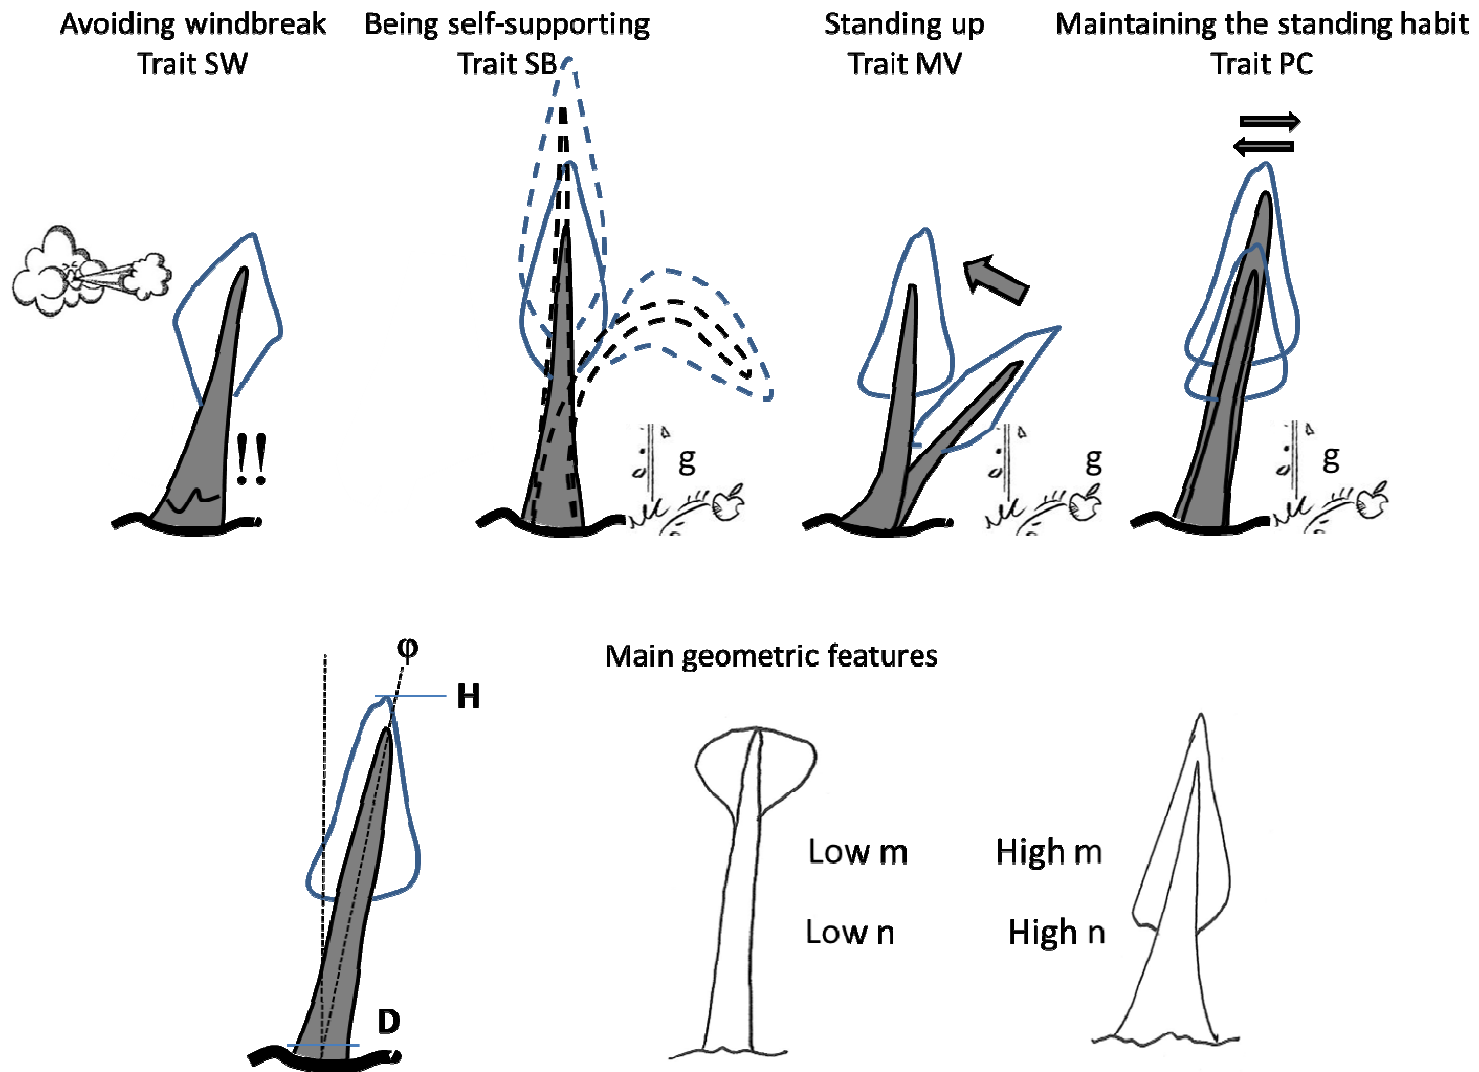 Avoiding windbreak
Trait SW
Being self-supporting
Trait SB
Standing up
Trait MV
Maintaining the standing habit
Trait PC
!!
g
g
g
φ
H
D
Main geometric features
Low m
High m
Low n
High n